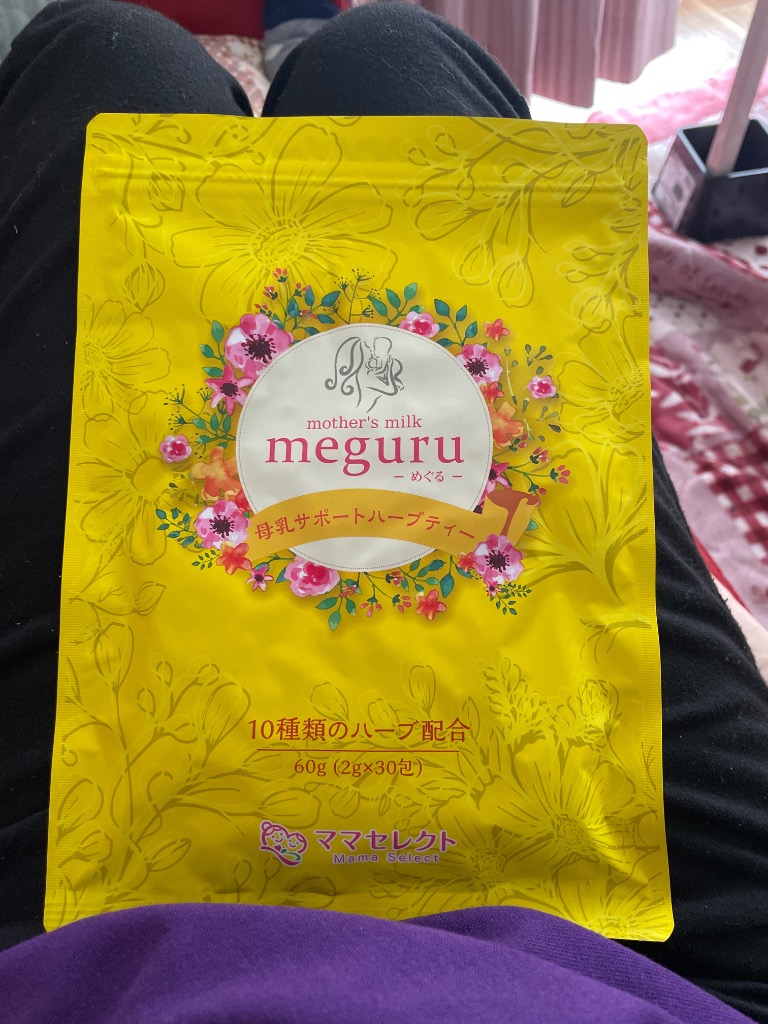 mother's milk
meguru
− めぐる −
母乳サポートハーブティー
10種類のハーブ配合
60g (2g×30包)
ママセレクト
Mama Select